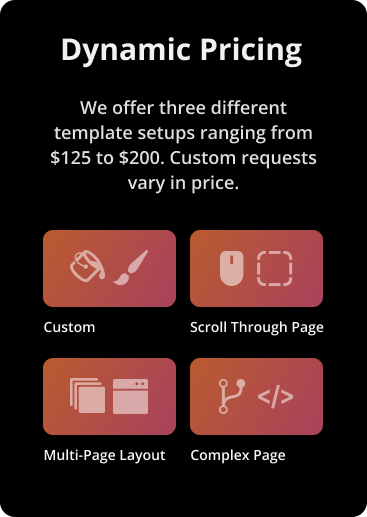 Dynamic Pricing
We offer three different
template setups ranging from
$125 to $200. Custom requests
vary in price.
Custom
Scroll Through Page
</>
Multi-Page Layout
Complex Page